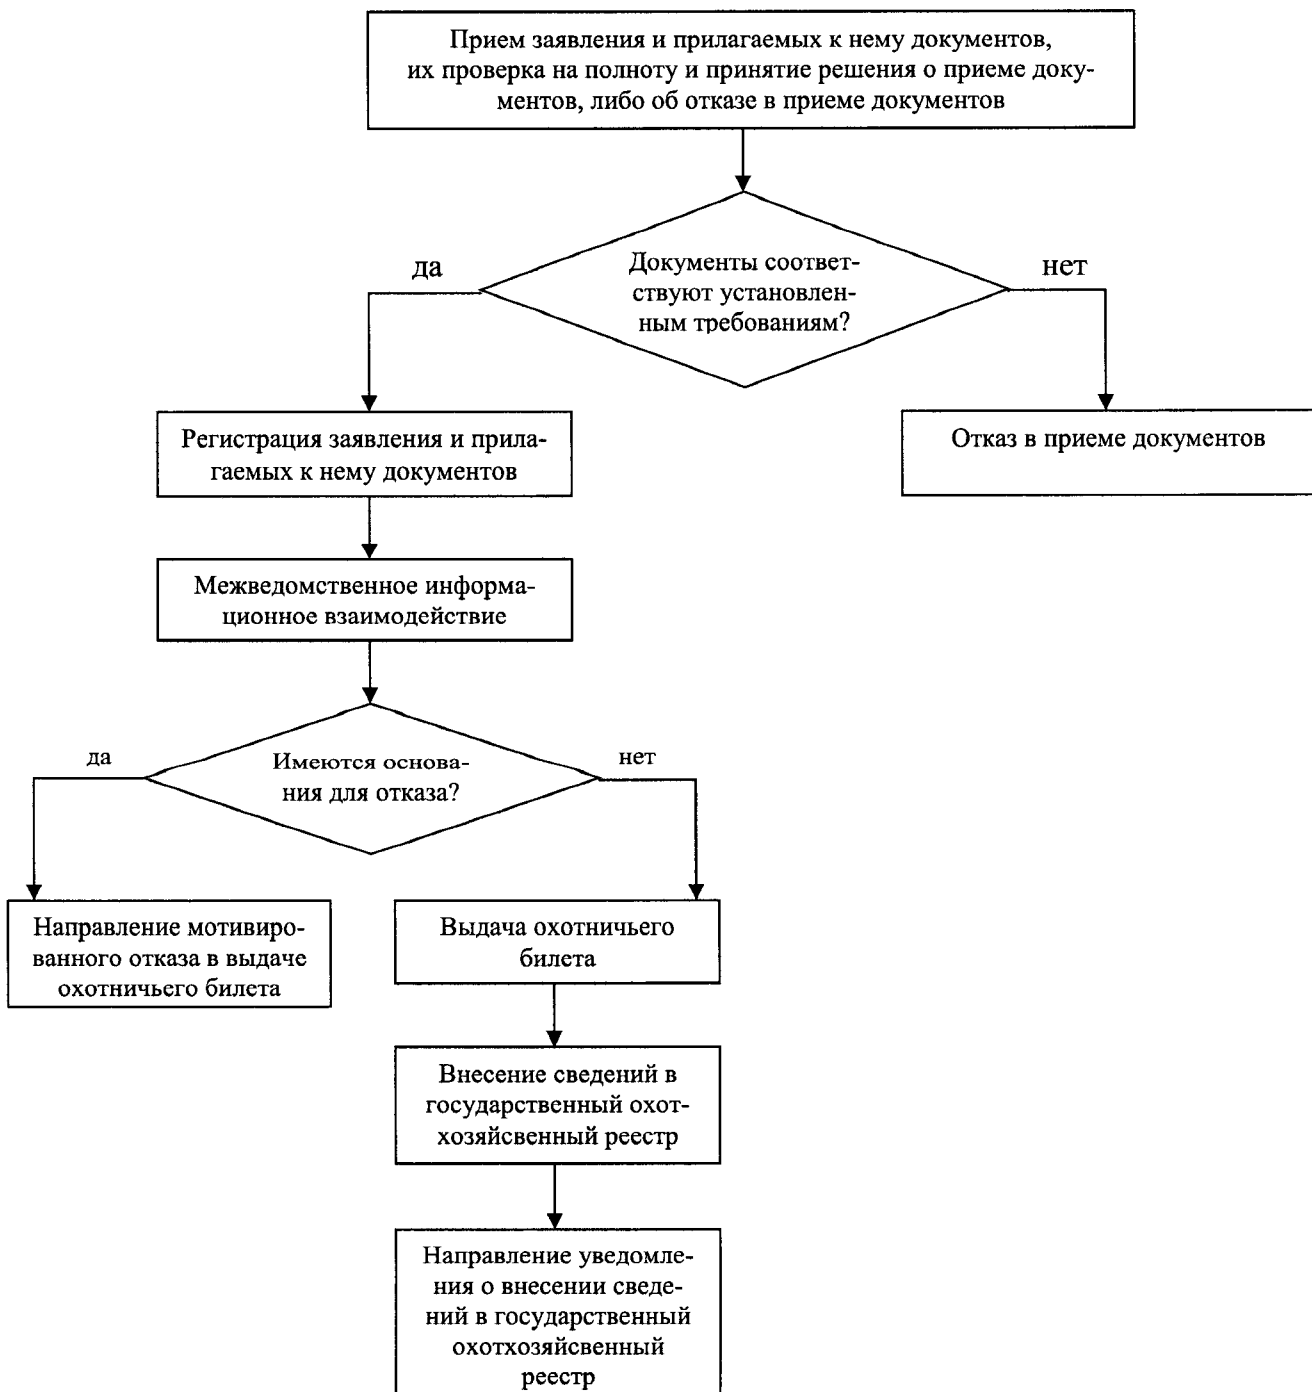 Прием заявления и прилагаемых к нему документов,
их проверка на полноту и принятие решения о приеме доку-
ментов, либо об отказе в приеме документов
да
Документы соответ-
ствуют установлен-
ным требованиям?
нет
Регистрация заявления и прила-
гаемых к нему документов
Отказ в приеме документов
Межведомственное информа-
ционное взаимодействие
да
Имеются основа-
ния для отказа?
нет
Направление мотивиро-
ванного отказа в выдаче
охотничьего билета
Выдача охотничьего
билета
Внесение сведений в
государственный охот-
хозяйсвенный реестр
Направление уведомле-
ния о внесении сведе-
ний в государственный
охотхозяйсвенный
реестр